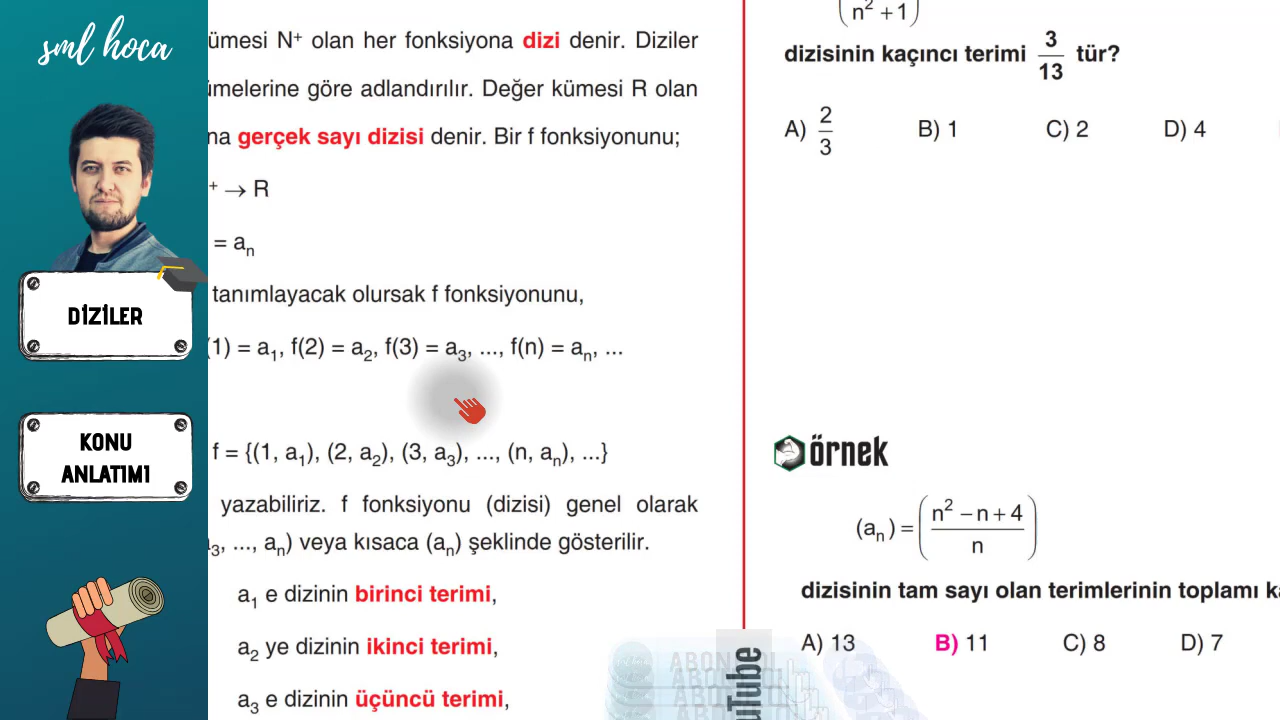 sml hoca
DİZİLER
KONU
ANLATIMI
ümesi N⁺ olan her fonksiyona dizi denir. Diziler
ümelerine göre adlandırılır. Değer kümesi R olan
na gerçek sayı dizisi denir. Bir f fonksiyonunu;
⁺ → R
= aₙ
tanımlayacak olursak f fonksiyonunu,
(1) = a₁, f(2) = a₂, f(3) = a₃, ..., f(n) = aₙ, ...
f = {(1, a₁), (2, a₂), (3, a₃), ..., (n, aₙ), ...}
yazabiliriz. f fonksiyonu (dizisi) genel olarak
₃, ..., aₙ) veya kısaca (aₙ) şeklinde gösterilir.
a₁ e dizinin birinci terimi,
a₂ ye dizinin ikinci terimi,
a₃ e dizinin üçüncü terimi,
(n² + 1)
dizisinin kaçıncı terimi 3/13 tür?
A) 2/3 B) 1 C) 2 D) 4
örnek
(aₙ) = ((n² – n + 4)/n)
dizisinin tam sayı olan terimlerinin toplamı ka
A) 13 B) 11 C) 8 D) 7
YouTube